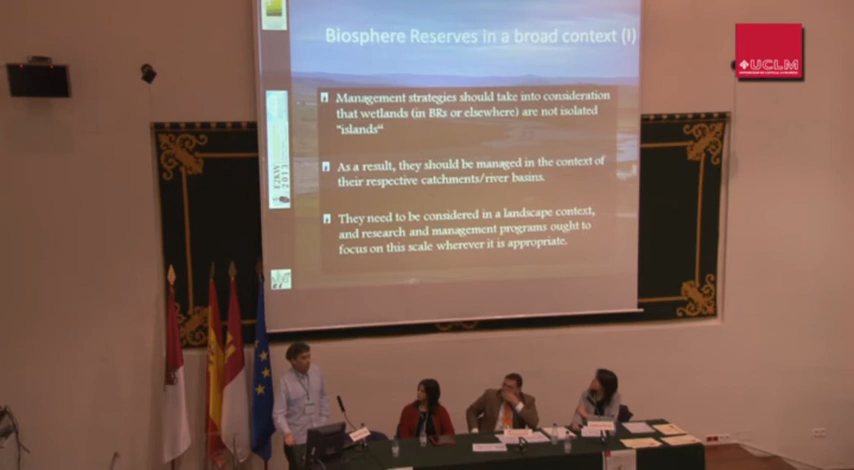 Biosphere Reserves in a broad context (I)
UCLM
Management strategies should take into consideration
that wetlands (in BRs or elsewhere) are not isolated
"islands"
As a result, they should be managed in the context of
their respective catchments/river basins.
They need to be considered in a landscape context,
and research and management programs ought to
focus on this scale wherever it is appropriate.
E2KW
2013